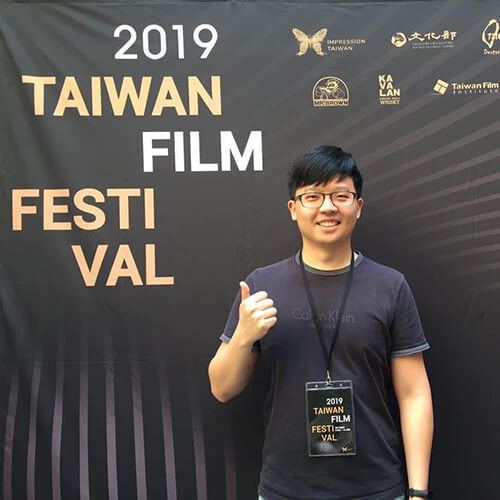 2019
TAIWAN
FILM
FESTI
VAL
IMPRESSION
TAIWAN
文化部
MR.BROWN
KA
VA
LAN
WHISKY
Taiwan Film
Institute
Calvin Klein
2019
TAIWAN
FILM
FESTI
VAL